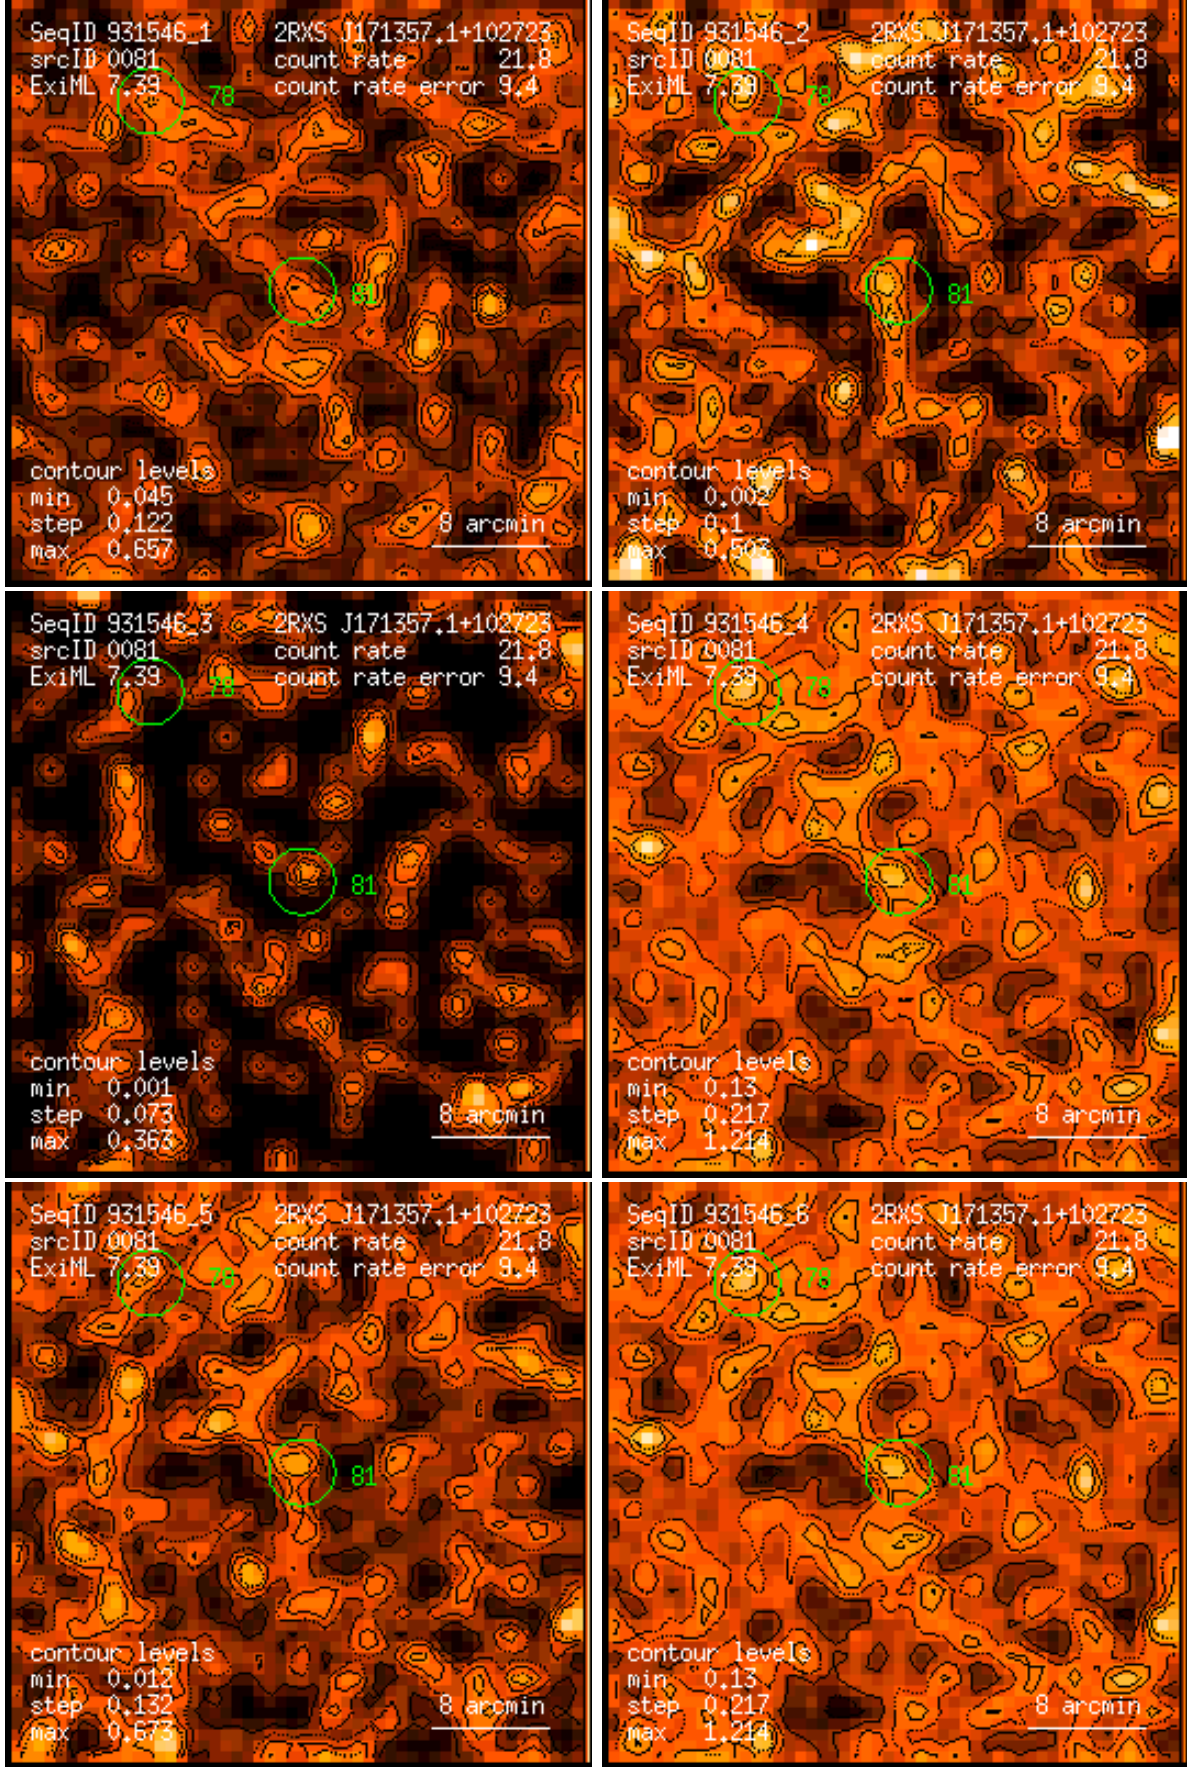 SeqID 931546_1 2RXS J171357.1+102723
srcID 0081 count rate 21.8
ExiML 7.39 78 count rate error 9.4
81
contour levels
min 0.045
step 0.122 8 arcmin
max 0.657
SeqID 931546_2 2RXS J171357.1+102723
srcID 0081 count rate 21.8
ExiML 7.39 78 count rate error 9.4
81
contour levels
min 0.002
step 0.1 8 arcmin
max 0.503
SeqID 931546_3 2RXS J171357.1+102723
srcID 0081 count rate 21.8
ExiML 7.39 78 count rate error 9.4
81
contour levels
min 0.001
step 0.073 8 arcmin
max 0.363
SeqID 931546_4 2RXS J171357.1+102723
srcID 0081 count rate 21.8
ExiML 7.39 78 count rate error 9.4
81
contour levels
min 0.13
step 0.217 8 arcmin
max 1.214
SeqID 931546_5 2RXS J171357.1+102723
srcID 0081 count rate 21.8
ExiML 7.39 78 count rate error 9.4
81
contour levels
min 0.012
step 0.132 8 arcmin
max 0.673
SeqID 931546_6 2RXS J171357.1+102723
srcID 0081 count rate 21.8
ExiML 7.39 78 count rate error 9.4
81
contour levels
min 0.13
step 0.217 8 arcmin
max 1.214